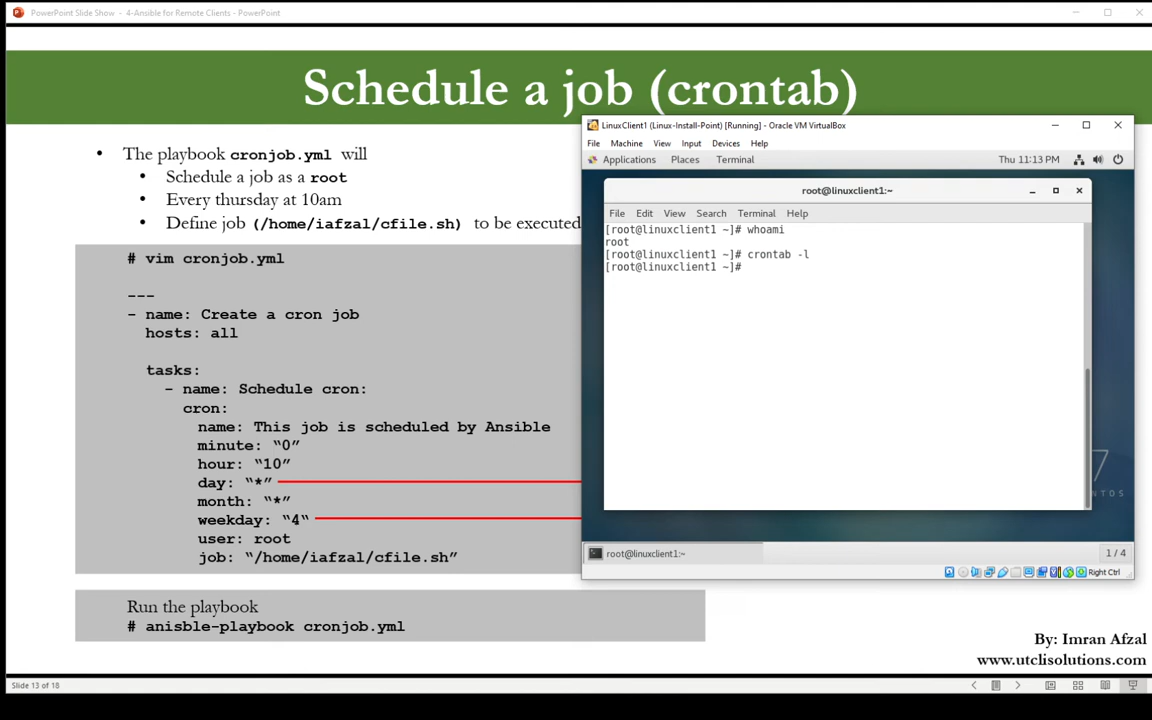 PowerPoint Slide Show - 4-Ansible for Remote Clients - PowerPoint
Schedule a job (crontab)
• The playbook cronjob.yml will
• Schedule a job as a root
• Every thursday at 10am
• Define job (/home/iafzal/cfile.sh) to be executed
# vim cronjob.yml
---
- name: Create a cron job
hosts: all
tasks:
- name: Schedule cron:
cron:
name: This job is scheduled by Ansible
minute: “0”
hour: “10”
day: “*”
month: “*”
weekday: “4“
user: root
job: “/home/iafzal/cfile.sh”
Run the playbook
# anisble-playbook cronjob.yml
LinuxClient1 (Linux-Install-Point) [Running] - Oracle VM VirtualBox
File Machine View Input Devices Help
Applications Places Terminal Thu 11:13 PM
root@linuxclient1:~
File Edit View Search Terminal Help
[root@linuxclient1 ~]# whoami
root
[root@linuxclient1 ~]# crontab -l
[root@linuxclient1 ~]#
7
ENTOS
root@linuxclient1:~ 1 / 4
Right Ctrl
By: Imran Afzal
www.utclisolutions.com
Slide 13 of 18